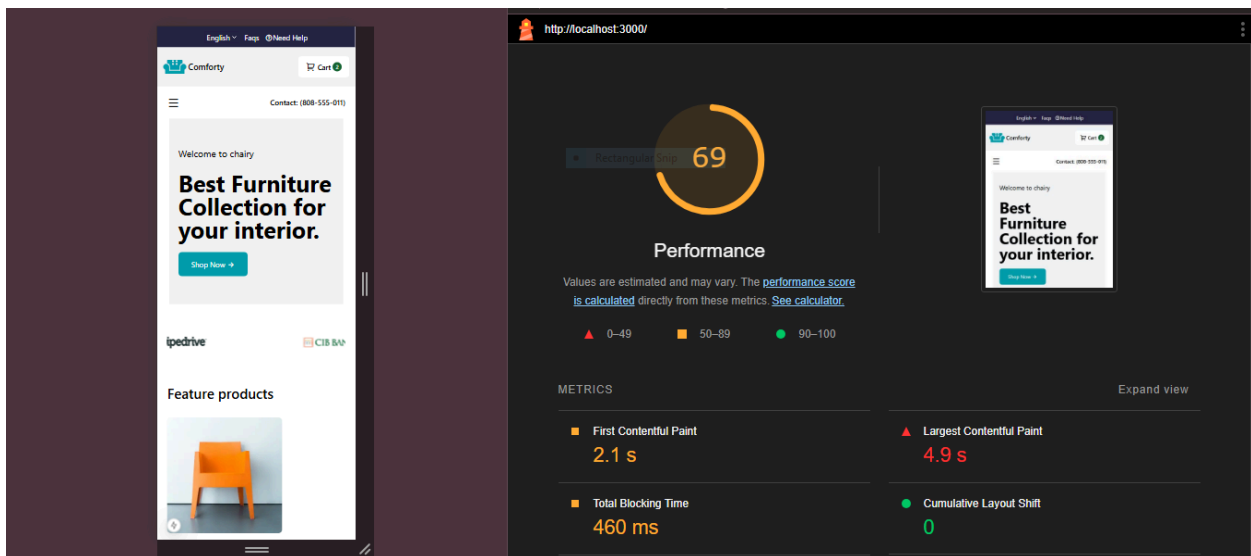 English Faqs Need Help
Comforty
Cart 2
Contact: (808-555-011)
Welcome to chairy
Best Furniture
Collection for
your interior.
Shop Now →
ipedrive
CIB BAN
Feature products
http://localhost:3000/
Rectangular Snip
69
Performance
Values are estimated and may vary. The performance score
is calculated directly from these metrics. See calculator.
0–49 50–89 90–100
English Faqs Need Help
Comforty
Cart 2
Contact: (808-555-011)
Welcome to chairy
Best
Furniture
Collection for
your interior.
Shop Now →
METRICS
Expand view
First Contentful Paint
2.1 s
Largest Contentful Paint
4.9 s
Total Blocking Time
460 ms
Cumulative Layout Shift
0